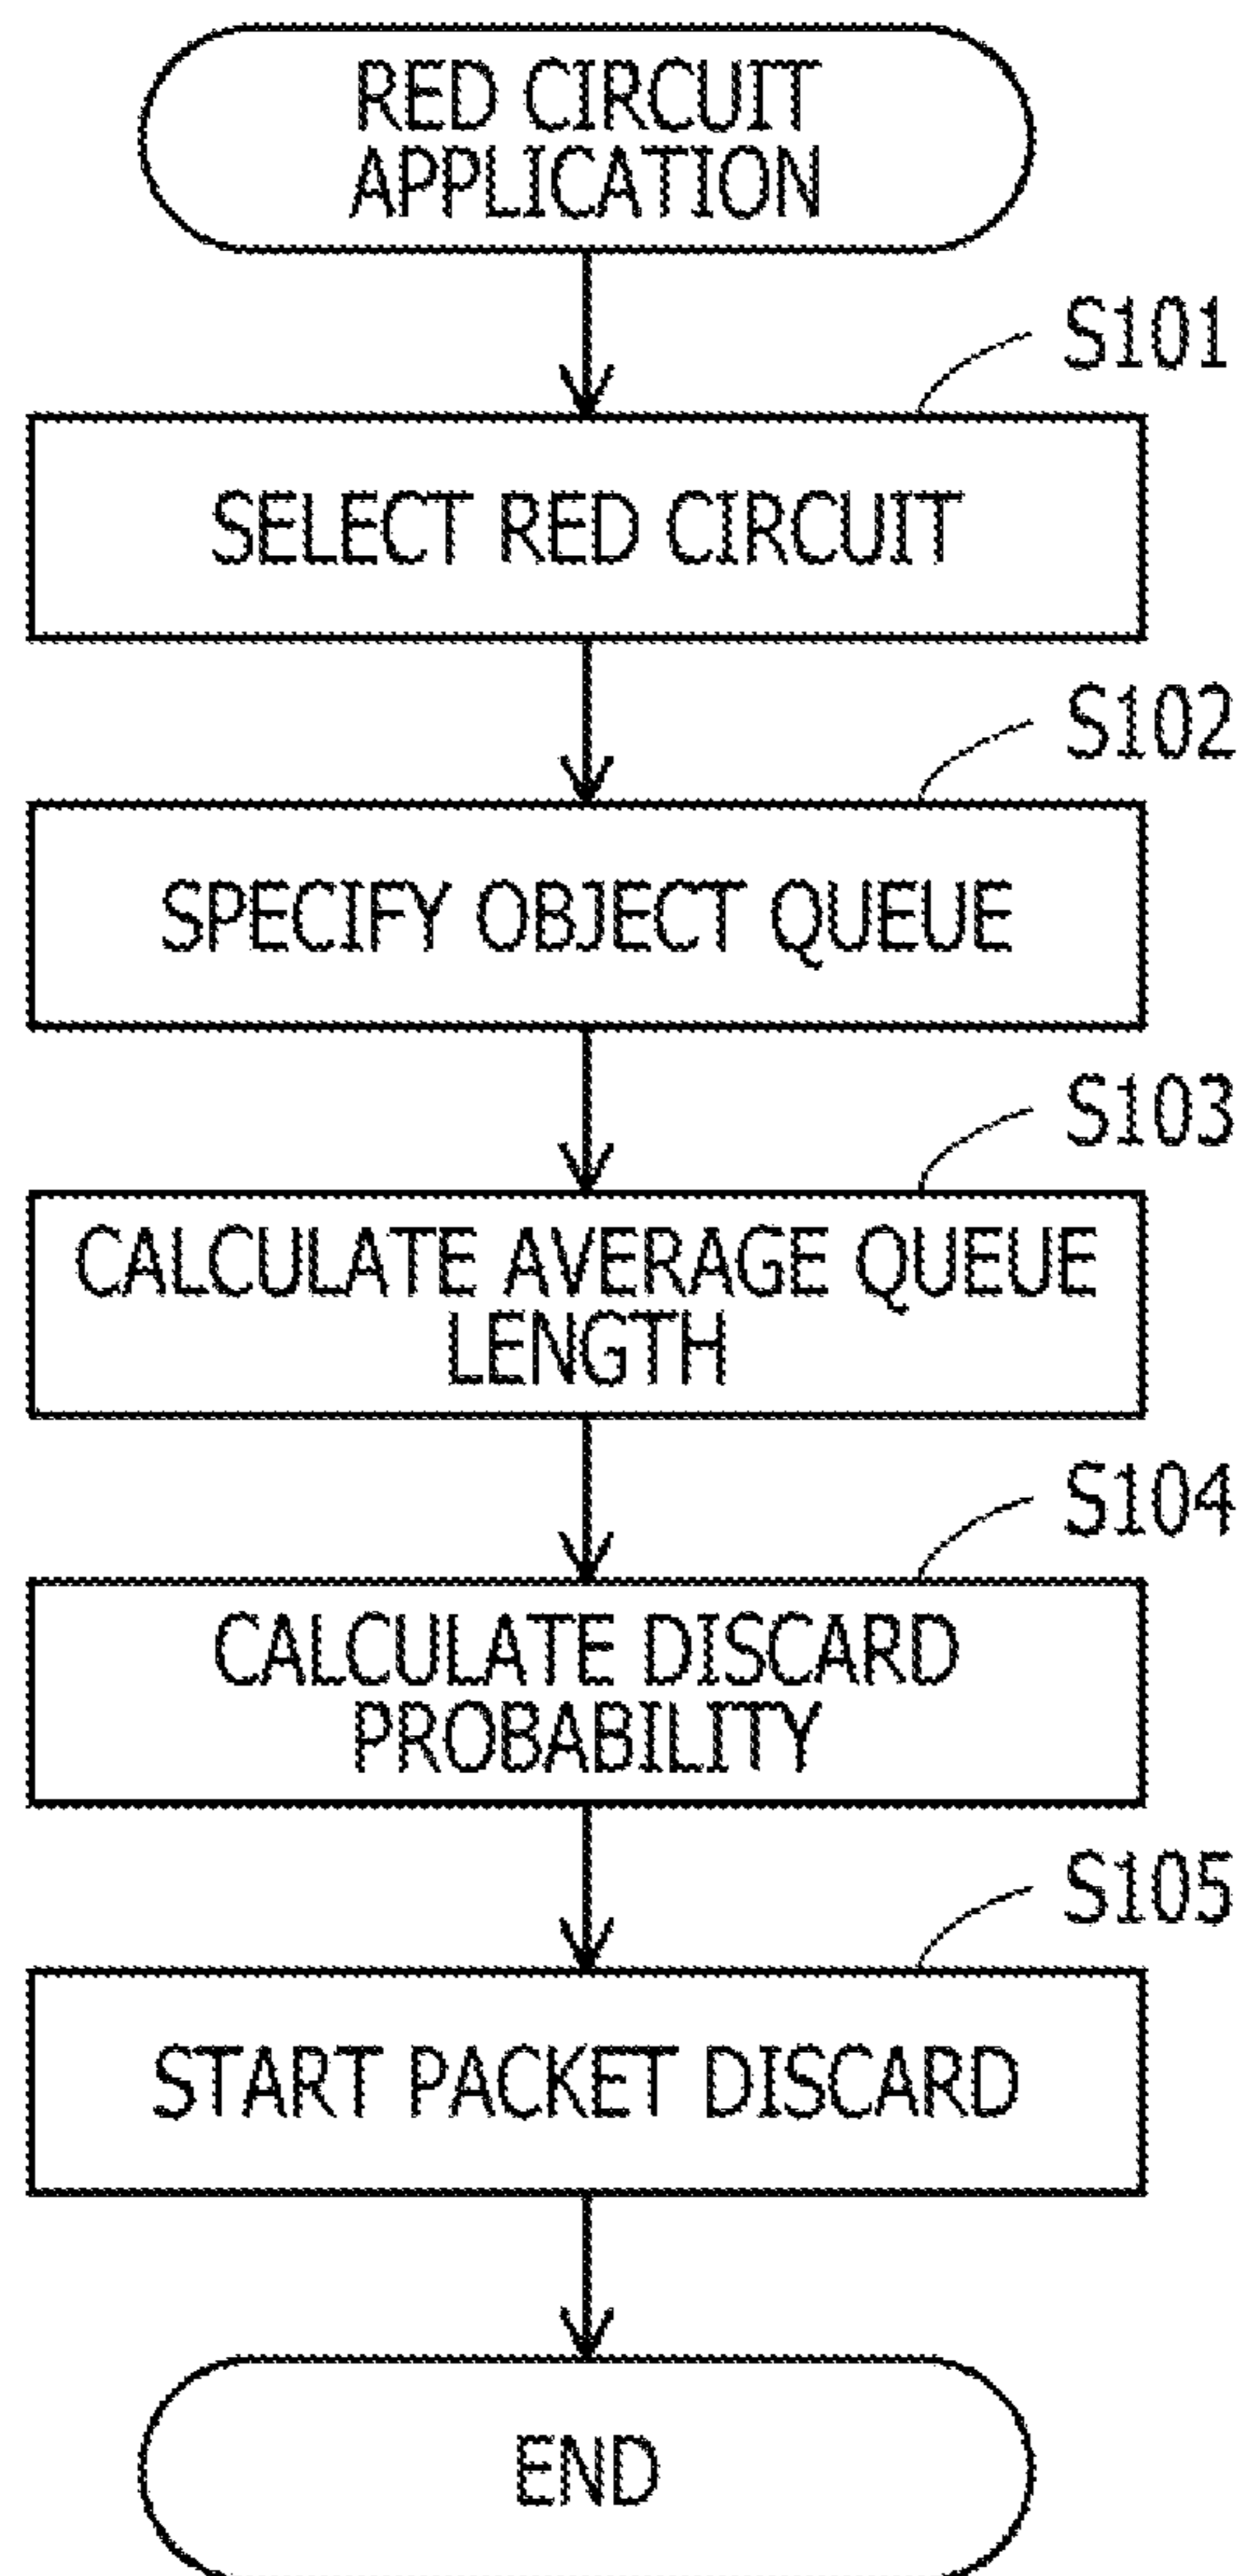 RED CIRCUIT
APPLICATION
S101
SELECT RED CIRCUIT
S102
SPECIFY OBJECT QUEUE
S103
CALCULATE AVERAGE QUEUE
LENGTH
S104
CALCULATE DISCARD
PROBABILITY
S105
START PACKET DISCARD
END